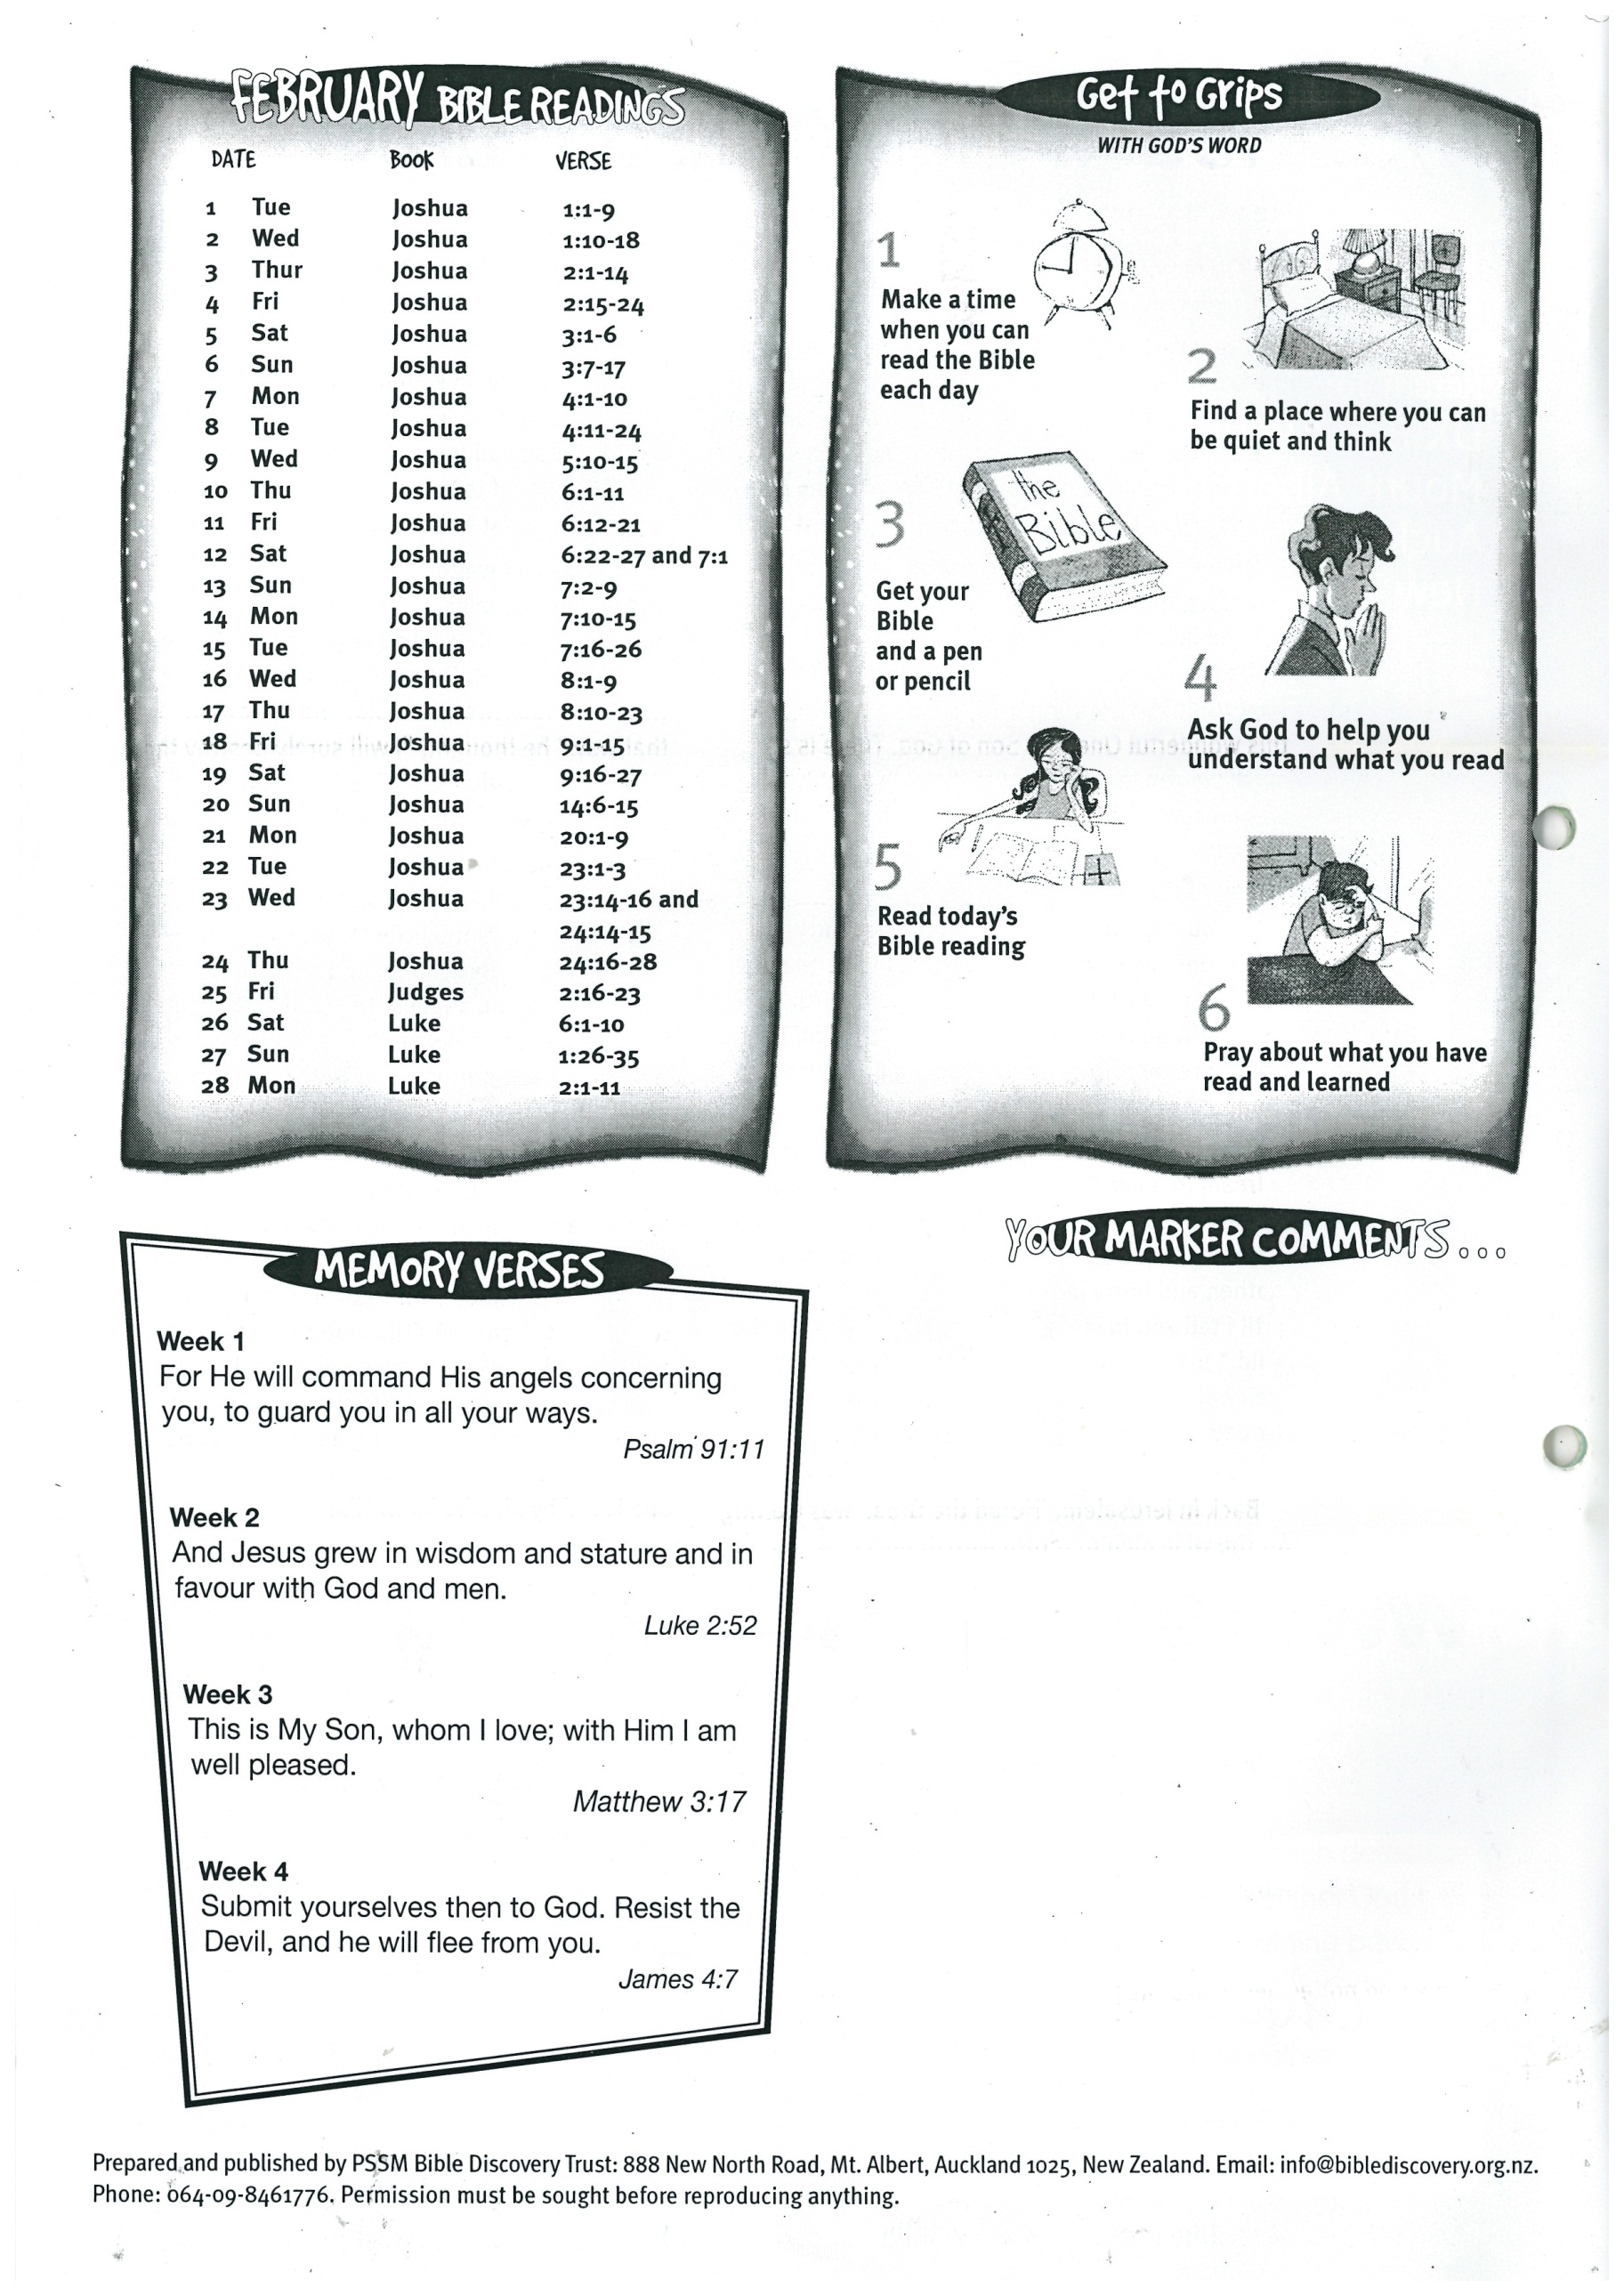 FEBRUARY BIBLE READINGS
DATE BOOK VERSE
1 Tue Joshua 1:1-9
2 Wed Joshua 1:10-18
3 Thur Joshua 2:1-14
4 Fri Joshua 2:15-24
5 Sat Joshua 3:1-6
6 Sun Joshua 3:7-17
7 Mon Joshua 4:1-10
8 Tue Joshua 4:11-24
9 Wed Joshua 5:10-15
10 Thu Joshua 6:1-11
11 Fri Joshua 6:12-21
12 Sat Joshua 6:22-27 and 7:1
13 Sun Joshua 7:2-9
14 Mon Joshua 7:10-15
15 Tue Joshua 7:16-26
16 Wed Joshua 8:1-9
17 Thu Joshua 8:10-23
18 Fri Joshua 9:1-15
19 Sat Joshua 9:16-27
20 Sun Joshua 14:6-15
21 Mon Joshua 20:1-9
22 Tue Joshua 23:1-3
23 Wed Joshua 23:14-16 and
24:14-15
24 Thu Joshua 24:16-28
25 Fri Judges 2:16-23
26 Sat Luke 6:1-10
27 Sun Luke 1:26-35
28 Mon Luke 2:1-11
Get to Grips
WITH GOD'S WORD
1
Make a time
when you can
read the Bible
each day
2
Find a place where you can
be quiet and think
the
Bible
3
Get your
Bible
and a pen
or pencil
4
Ask God to help you
understand what you read
5
Read today's
Bible reading
6
Pray about what you have
read and learned
MEMORY VERSES
Week 1
For He will command His angels concerning
you, to guard you in all your ways.
Psalm 91:11
Week 2
And Jesus grew in wisdom and stature and in
favour with God and men.
Luke 2:52
Week 3
This is My Son, whom I love; with Him I am
well pleased.
Matthew 3:17
Week 4
Submit yourselves then to God. Resist the
Devil, and he will flee from you.
James 4:7
YOUR MARKER COMMENTS...
Prepared and published by PSSM Bible Discovery Trust: 888 New North Road, Mt. Albert, Auckland 1025, New Zealand. Email: info@biblediscovery.org.nz.
Phone: 064-09-8461776. Permission must be sought before reproducing anything.